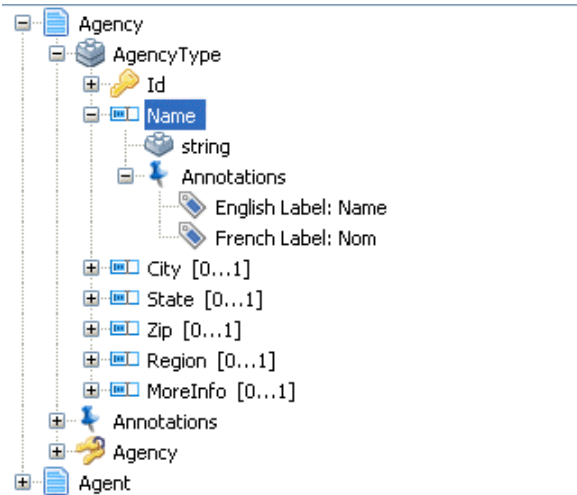 Agency
AgencyType
Id
Name
string
Annotations
English Label: Name
French Label: Nom
City [0...1]
State [0...1]
Zip [0...1]
Region [0...1]
MoreInfo [0...1]
Annotations
Agency
Agent